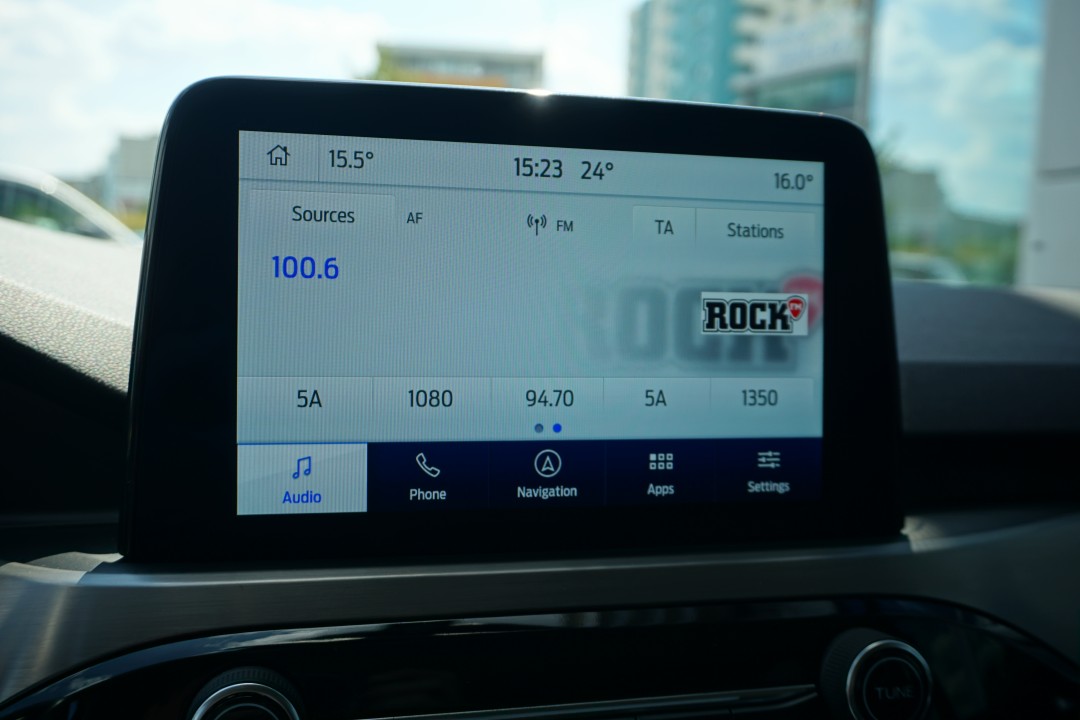 15.5° 15:23 24° 16.0°
Sources AF FM TA Stations
100.6
ROCK FM
5A 1080 94.70 5A 1350
Audio Phone Navigation Apps Settings
TUNE